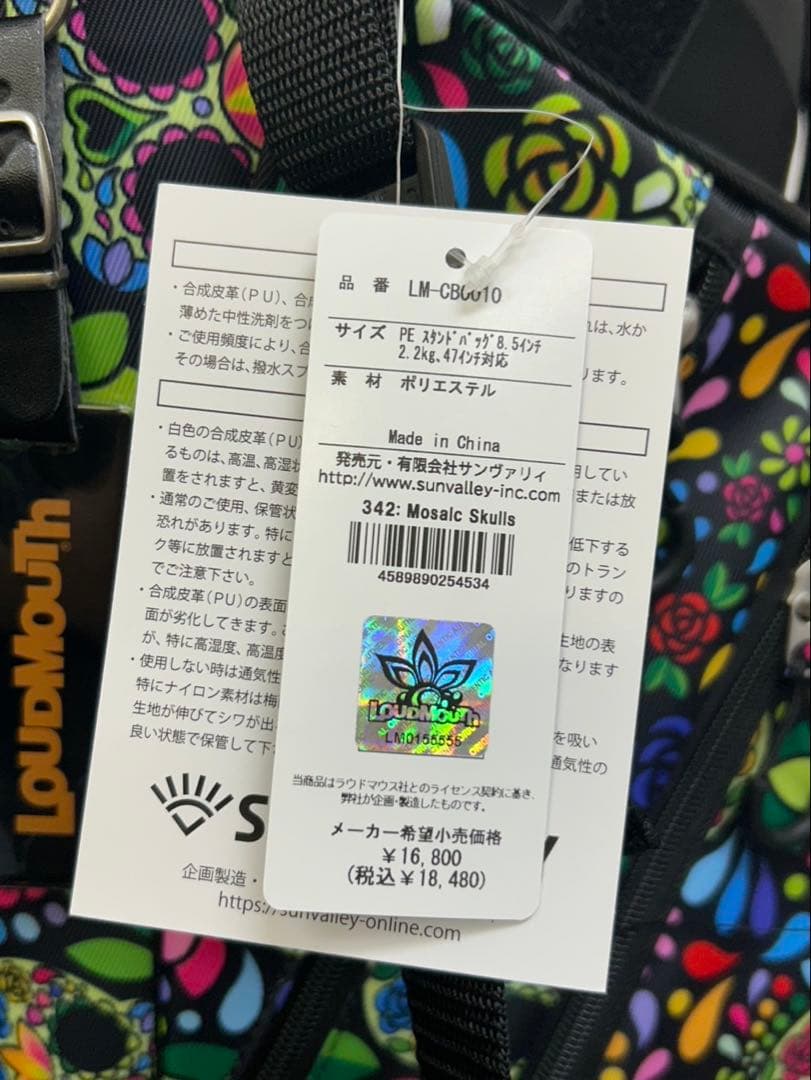 品 番 LM-CB0010
サイズ PE ｽﾀﾝﾄﾞﾊﾞｯｸﾞ8.5ｲﾝﾁ
2.2kg､47ｲﾝﾁ対応
素 材 ポリエステル
Made in China
発売元・有限会社サンヴァリィ
http://www.sunvalley-inc.com
342: Mosaic Skulls
4589890254534
LOUDMOUTH
LM0155555
当商品はラウドマウス社とのライセンス契約に基き、
弊社が企画・製造したものです。
メーカー希望小売価格
￥16,800
(税込￥18,480)
・合成皮革(PU)、合
薄めた中性洗剤を
れは、水か
・ご使用頻度により、合
その場合は、撥水ス
ります。
・白色の合成皮革(PU)
るものは、高温、高湿
置をされますと、黄変
または放
・通常のご使用、保管状
恐れがあります。特に
低下する
ク等に放置されますと
のトラン
でご注意下さい。
りますの
・合成皮革(PU)の表面
面が劣化してきます。
が、特に高湿度、高温
生地の表
なります
・使用しない時は通気性
特にナイロン素材は梅
生地が伸びてシワが出
良い状態で保管して下
を吸い
通気性の
企画製造・
https://sunvalley-online.com
LOUDMOUTH